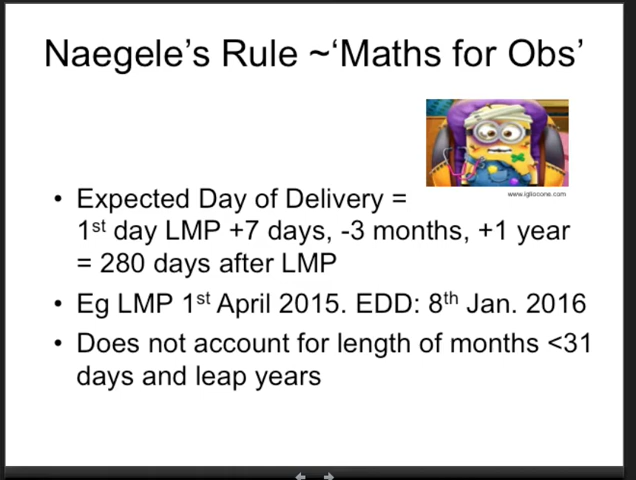 Naegele’s Rule ~‘Maths for Obs’
www.igliocone.com
• Expected Day of Delivery =
1st day LMP +7 days, -3 months, +1 year
= 280 days after LMP
• Eg LMP 1st April 2015. EDD: 8th Jan. 2016
• Does not account for length of months <31
days and leap years